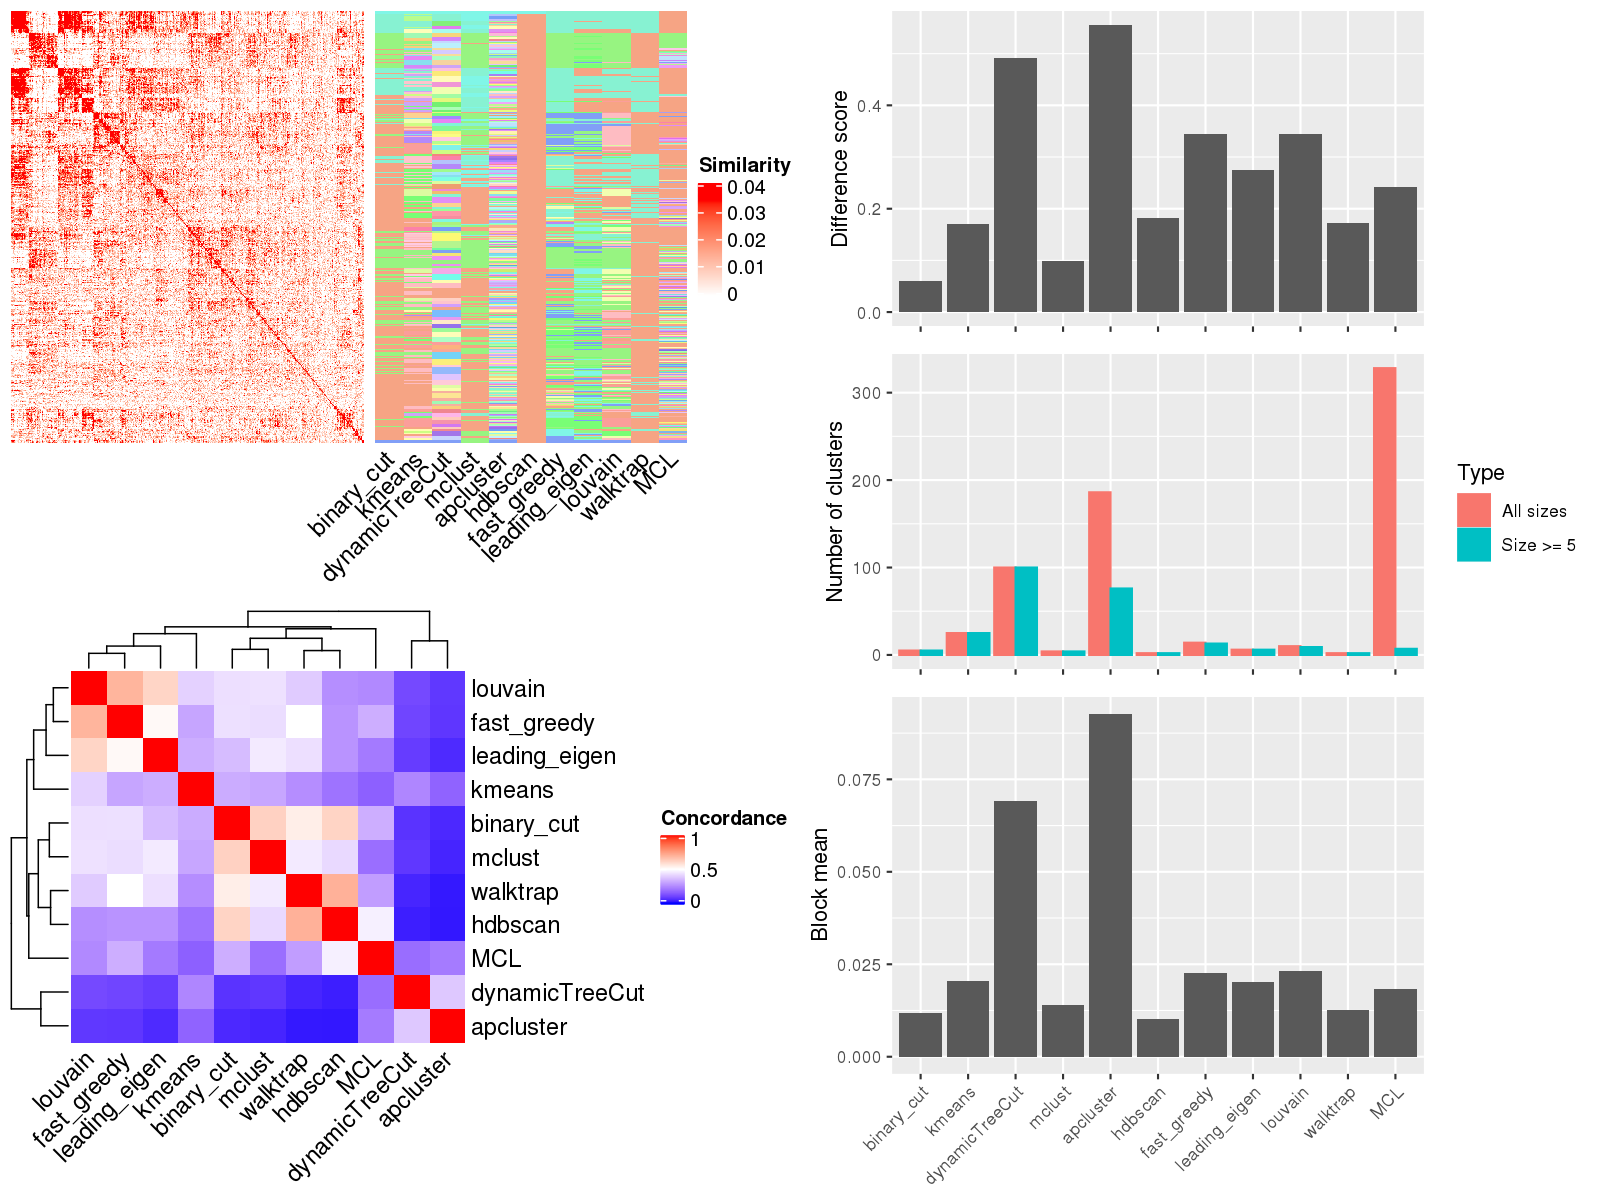 Similarity
0.04
0.03
0.02
0.01
0
binary_cut
kmeans
dynamicTreeCut
mclust
apcluster
hdbscan
fast_greedy
leading_eigen
louvain
walktrap
MCL
louvain
fast_greedy
leading_eigen
kmeans
binary_cut
mclust
walktrap
hdbscan
MCL
dynamicTreeCut
apcluster
louvain
fast_greedy
leading_eigen
kmeans
binary_cut
mclust
walktrap
hdbscan
MCL
dynamicTreeCut
apcluster
Concordance
1
0.5
0
Difference score
0.4
0.2
0.0
Number of clusters
300
200
100
0
Type
All sizes
Size >= 5
Block mean
0.075
0.050
0.025
0.000
binary_cut
kmeans
dynamicTreeCut
mclust
apcluster
hdbscan
fast_greedy
leading_eigen
louvain
walktrap
MCL